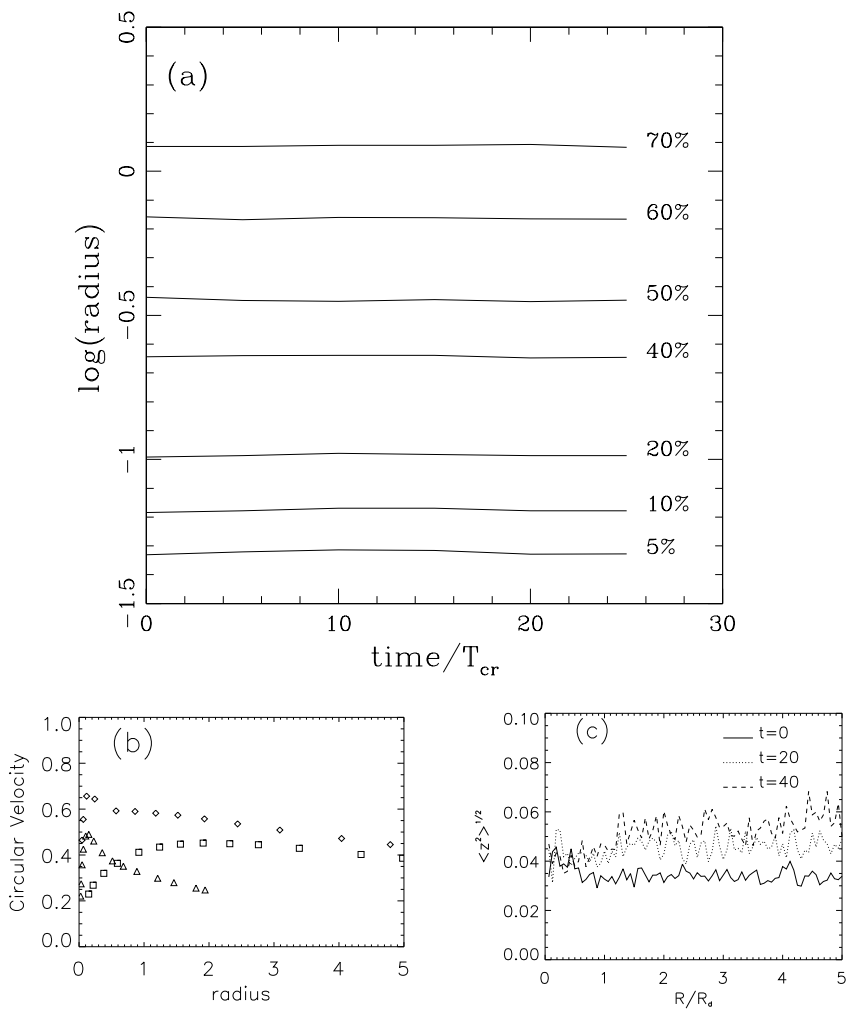 0.5
(a)
70%
0
60%
log(radius)
50%
−0.5
40%
20%
−1
10%
5%
−1.5
0 10 20 30
time/T_cr
1.0 (b)
0.8
0.6
0.4
0.2
0.0
Circular Velocity
0 1 2 3 4 5
radius
0.10 (c) t=0
t=20
0.08
t=40
0.06
0.04
0.02
0.00
<z²>^1/2
0 1 2 3 4 5
R/R_d